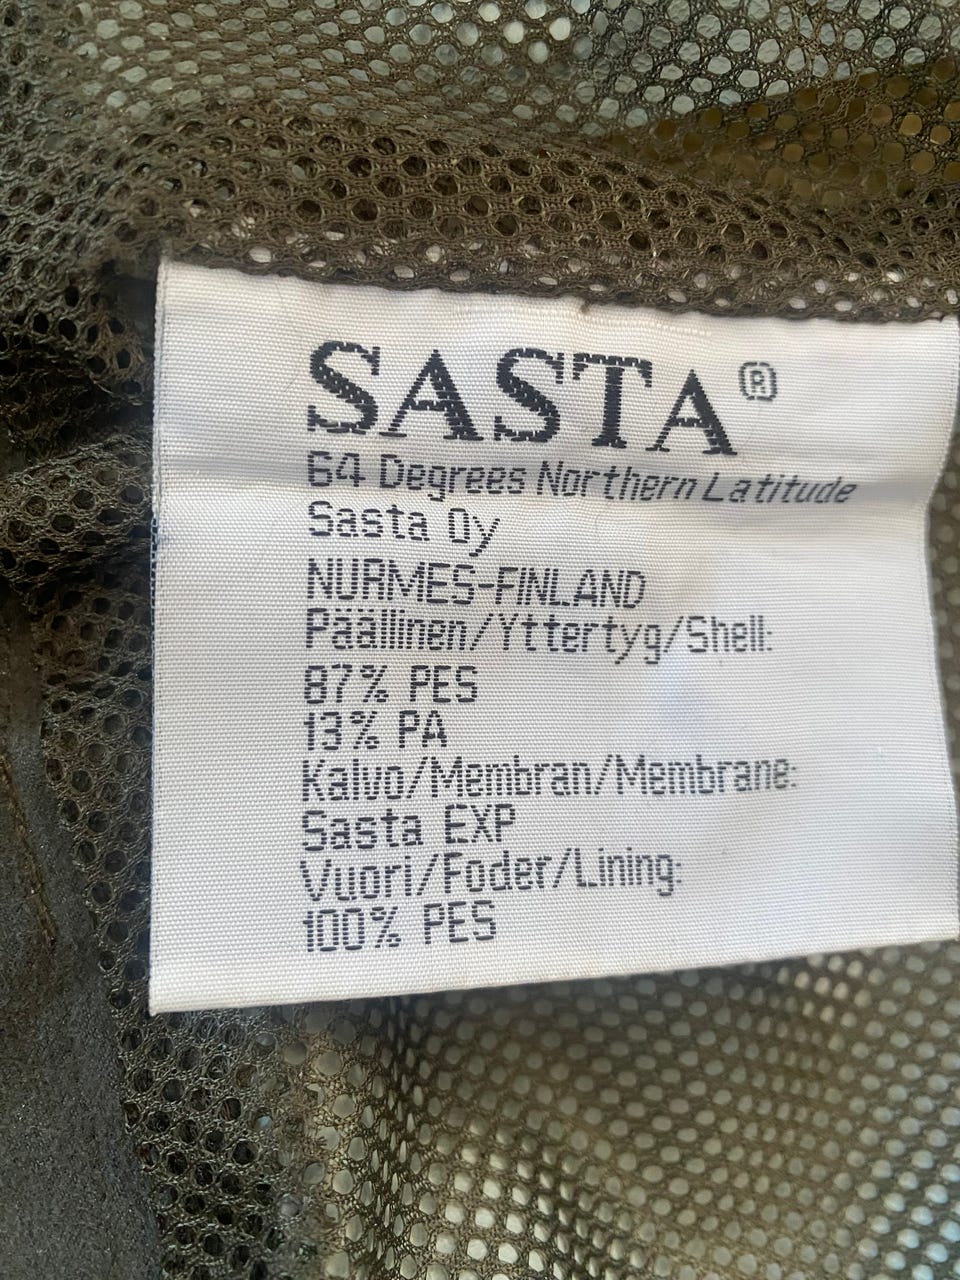 SASTA®
64 Degrees Northern Latitude
Sasta Oy
NURMES-FINLAND
Päällinen/Yttertyg/Shell:
87% PES
13% PA
Kalvo/Membran/Membrane:
Sasta EXP
Vuori/Foder/Lining:
100% PES